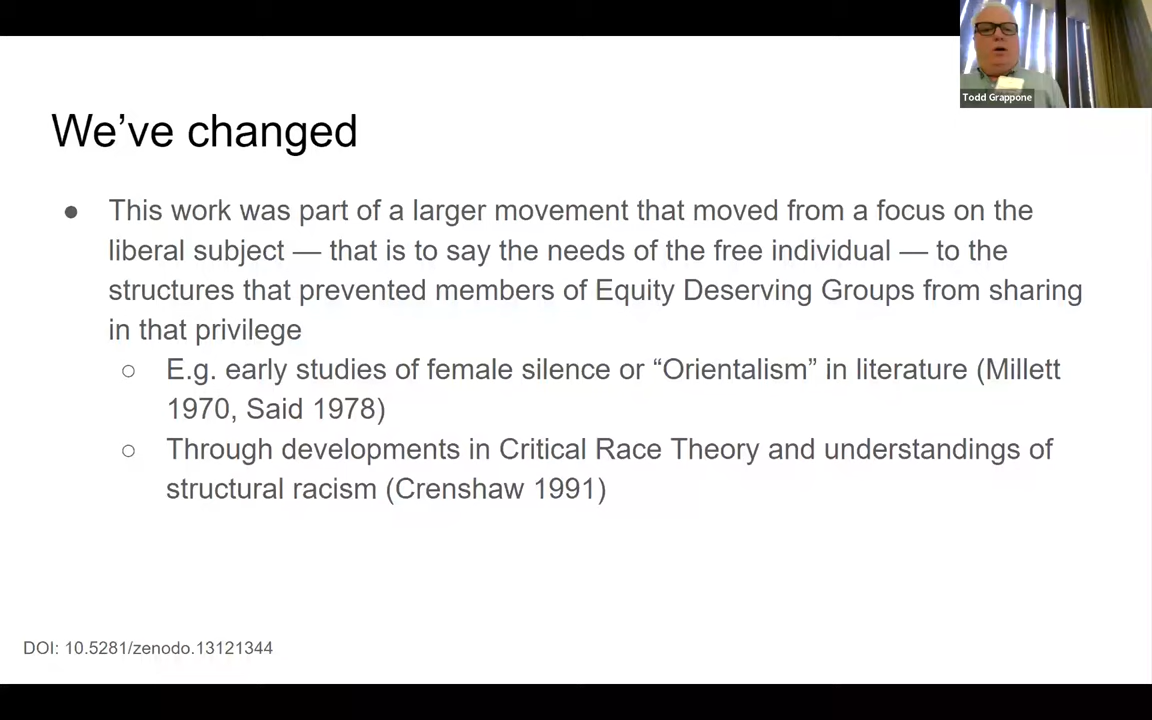 Todd Grappone
We’ve changed
● This work was part of a larger movement that moved from a focus on the
liberal subject — that is to say the needs of the free individual — to the
structures that prevented members of Equity Deserving Groups from sharing
in that privilege
○ E.g. early studies of female silence or “Orientalism” in literature (Millett
1970, Said 1978)
○ Through developments in Critical Race Theory and understandings of
structural racism (Crenshaw 1991)
DOI: 10.5281/zenodo.13121344